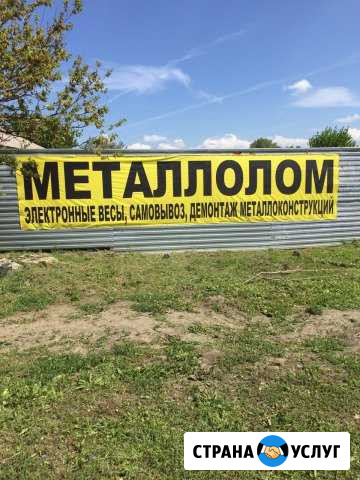 МЕТАЛЛОЛОМ
ЭЛЕКТРОННЫЕ ВЕСЫ, САМОВЫВОЗ, ДЕМОНТАЖ МЕТАЛЛОКОНСТРУКЦИЙ
СТРАНА УСЛУГ